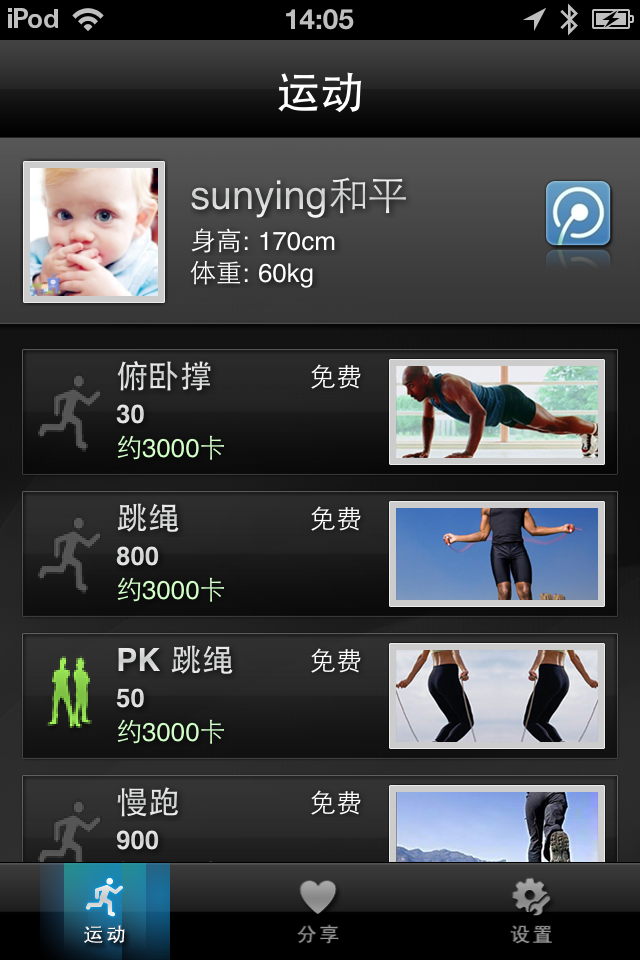 iPod 14:05
运动
sunying和平
身高: 170cm
体重: 60kg
俯卧撑 免费
30
约3000卡
跳绳 免费
800
约3000卡
PK 跳绳 免费
50
约3000卡
慢跑 免费
900
运动 分享 设置